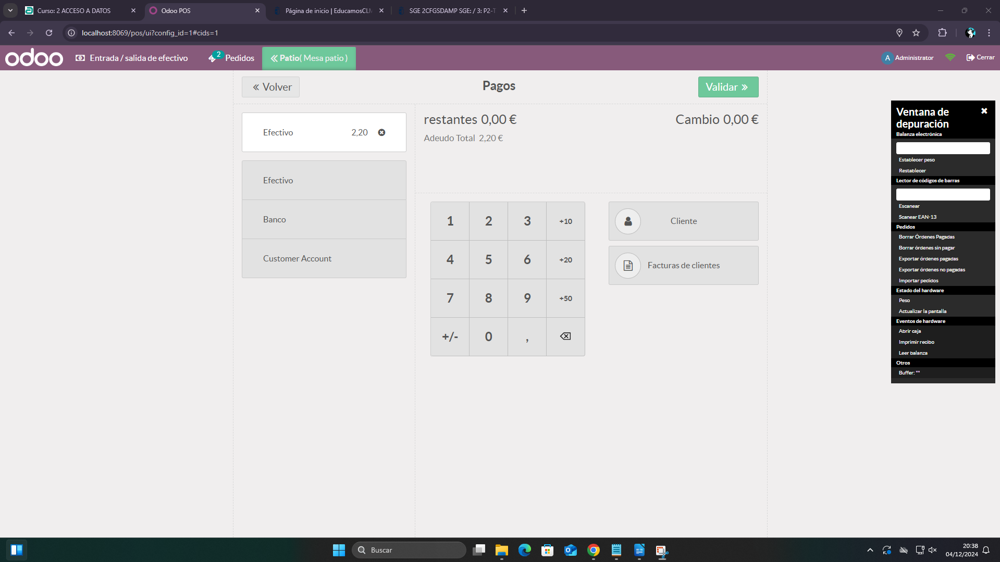 Curso: 2 ACCESO A DATOS
Odoo POS
Página de inicio | EducamosCLM
SGE 2CFGSDAMP SGE: / 3: P2-T
localhost:8069/pos/ui?config_id=1#cids=1
odoo
Entrada / salida de efectivo
2
Pedidos
Patio( Mesa patio )
A
Administrator
Cerrar
Volver
Pagos
Validar
Efectivo 2,20
restantes 0,00 €
Cambio 0,00 €
Adeudo Total 2,20 €
Efectivo
Banco
Customer Account
1 2 3 +10
4 5 6 +20
7 8 9 +50
+/- 0 ,
Cliente
Facturas de clientes
Ventana de
depuración
Balanza electrónica
Establecer peso
Restablecer
Lector de códigos de barras
Escanear
Scanear EAN-13
Pedidos
Borrar Órdenes Pagadas
Borrar órdenes sin pagar
Exportar órdenes pagadas
Exportar órdenes no pagadas
Importar pedidos
Estado del hardware
Peso
Actualizar la pantalla
Eventos de hardware
Abrir caja
Imprimir recibo
Leer balanza
Otros
Buffer: ""
Buscar
20:38
04/12/2024